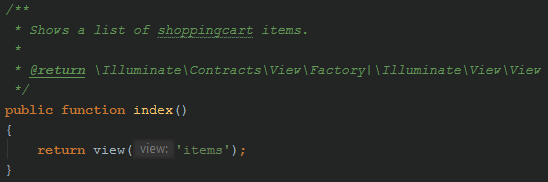 /**
 * Shows a list of shoppingcart items.
 *
 * @return \Illuminate\Contracts\View\Factory|\Illuminate\View\View
 */
public function index()
{
    return view( view: 'items');
}